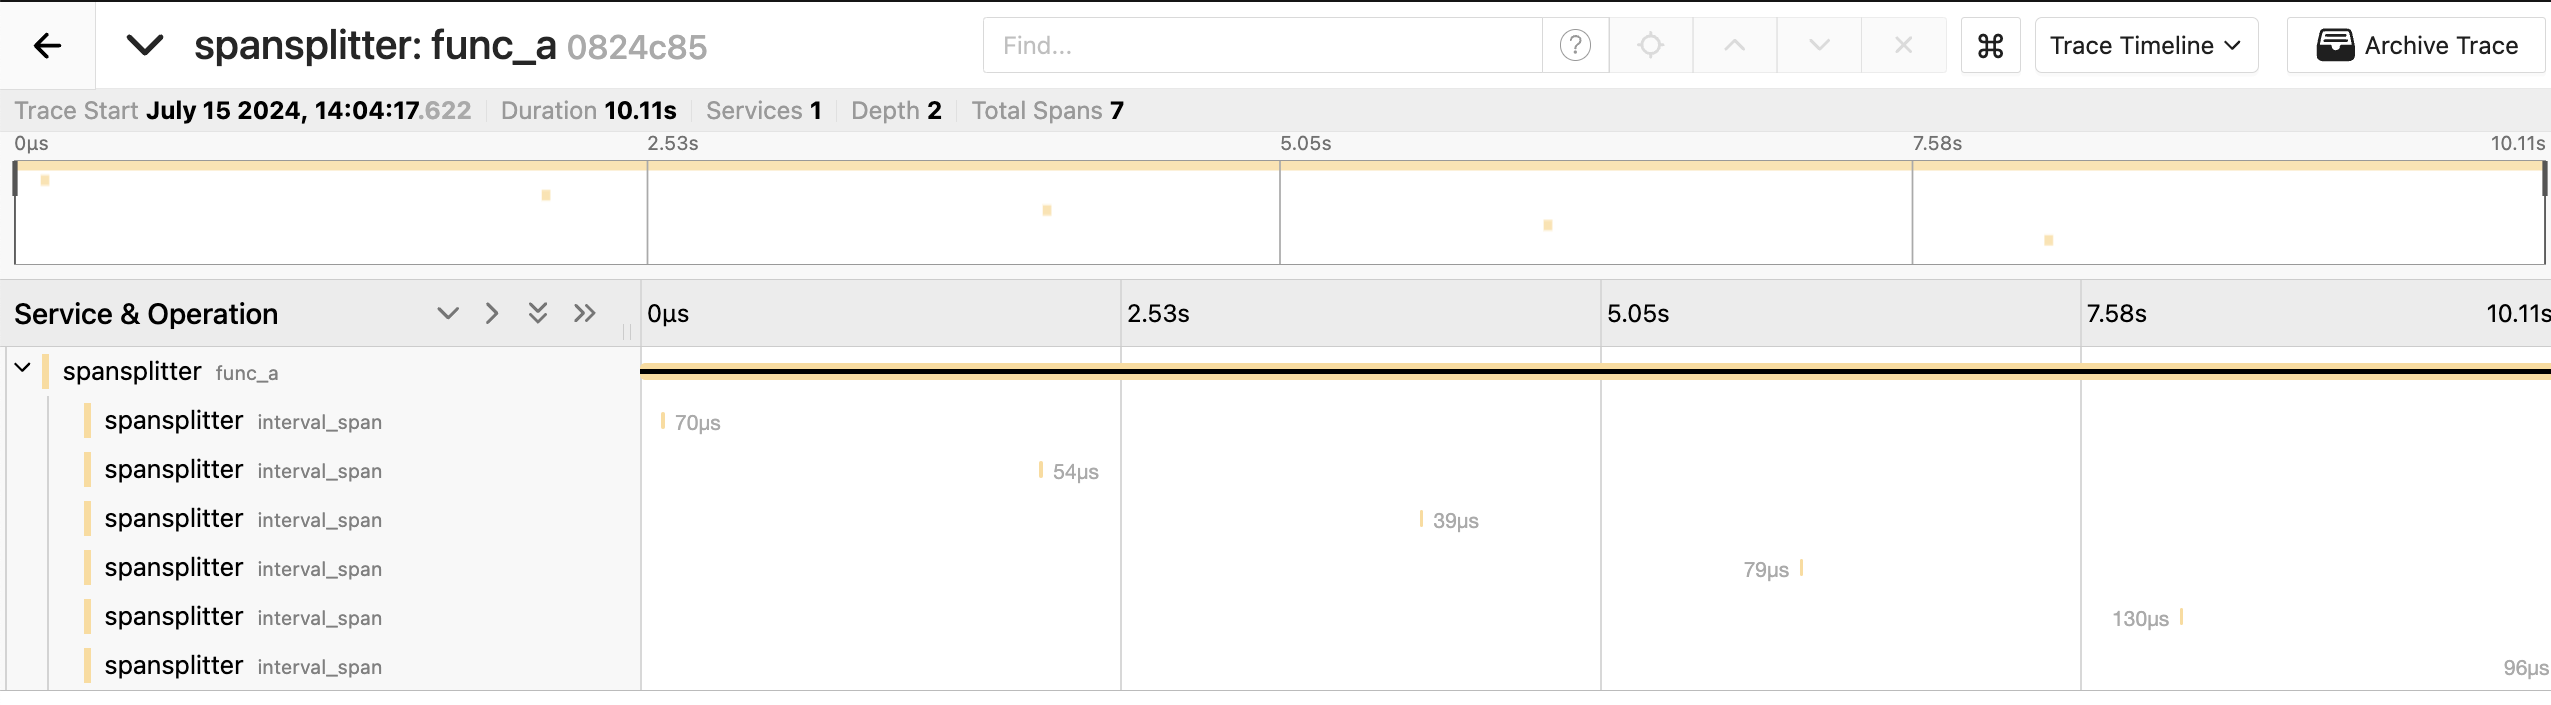 spansplitter: func_a 0824c85 Find... ? ⌘ Trace Timeline Archive Trace
Trace Start July 15 2024, 14:04:17.622 Duration 10.11s Services 1 Depth 2 Total Spans 7
0μs 2.53s 5.05s 7.58s 10.11s
Service & Operation 0μs 2.53s 5.05s 7.58s 10.11s
spansplitter func_a
spansplitter interval_span 70μs
spansplitter interval_span 54μs
spansplitter interval_span 39μs
spansplitter interval_span 79μs
spansplitter interval_span 130μs
spansplitter interval_span 96μs